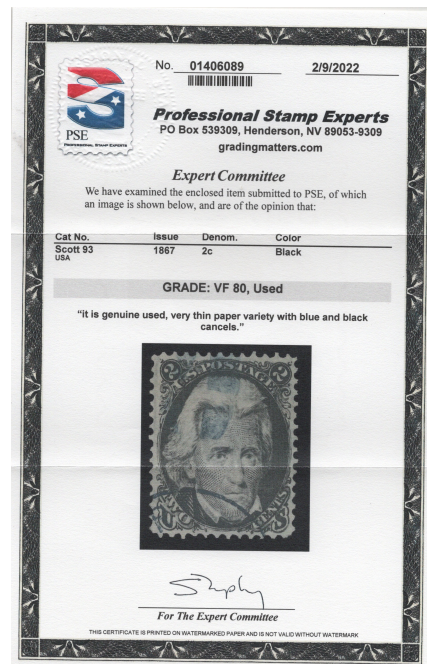 No. 01406089 2/9/2022
PSE
PROFESSIONAL STAMP EXPERTS
Professional Stamp Experts
PO Box 539309, Henderson, NV 89053-9309
gradingmatters.com
Expert Committee
We have examined the enclosed item submitted to PSE, of which
an image is shown below, and are of the opinion that:
Cat No. Issue Denom. Color
Scott 93 1867 2c Black
USA
GRADE: VF 80, Used
"it is genuine used, very thin paper variety with blue and black
cancels."
2 U.S. POSTAGE 2
For The Expert Committee
THIS CERTIFICATE IS PRINTED ON WATERMARKED PAPER AND IS NOT VALID WITHOUT WATERMARK